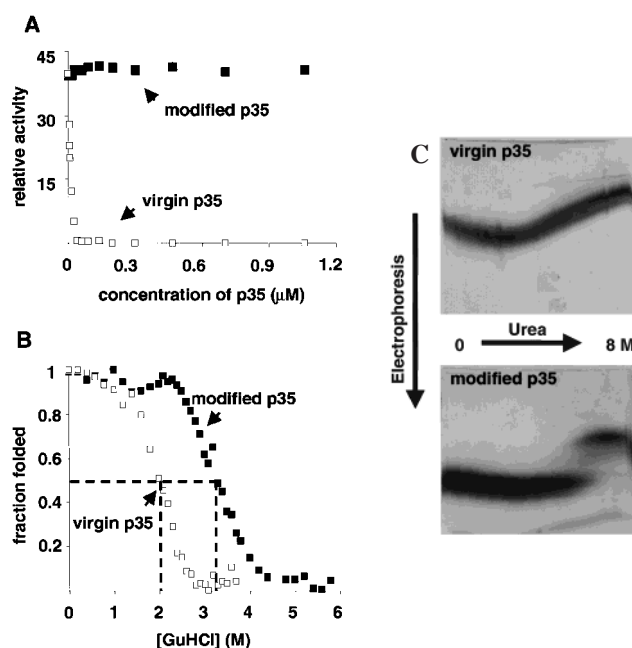 A
45
30
15
0
relative activity
modified p35
virgin p35
0 0.3 0.6 0.9 1.2
concentration of p35 (μM)
B
1
0.8
0.6
0.4
0.2
fraction folded
modified p35
virgin p35
0 1 2 3 4 5 6
[GuHCl] (M)
C
virgin p35
Electrophoresis
0 Urea 8 M
modified p35